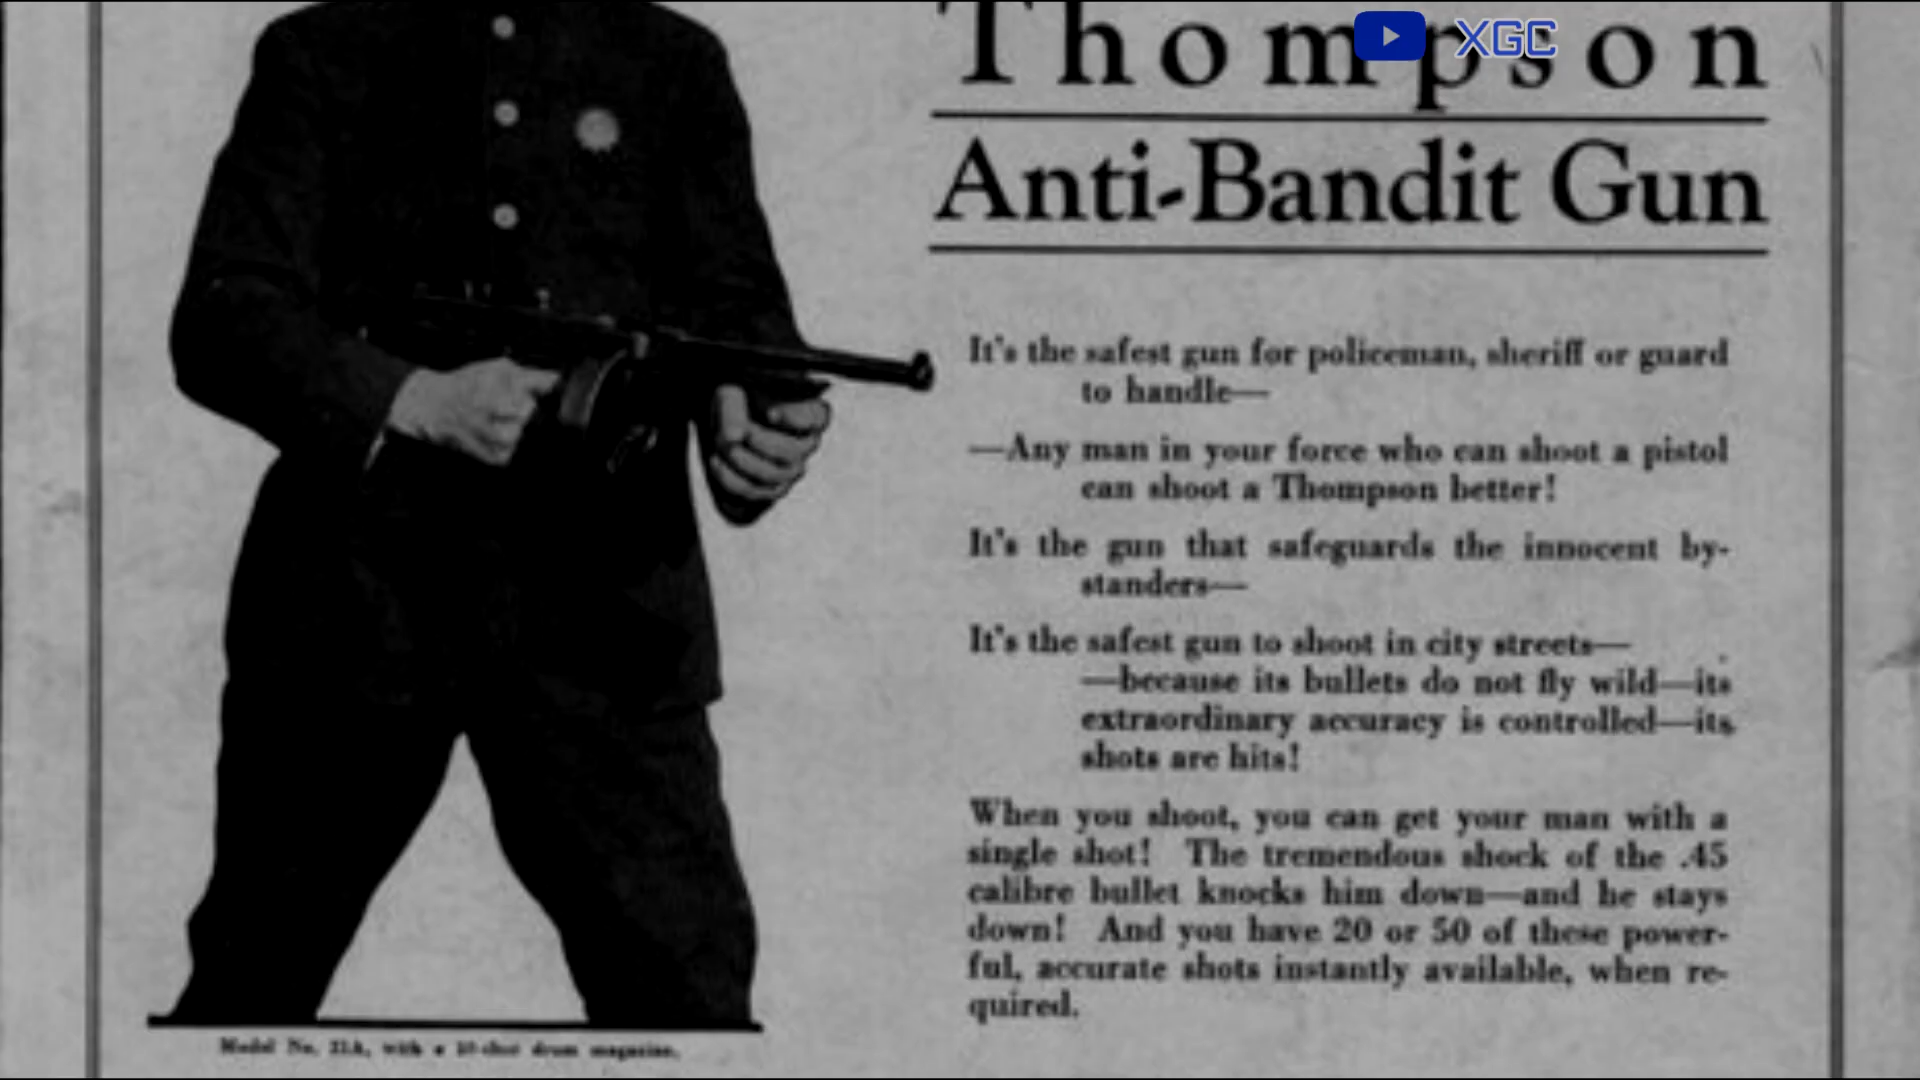 XGC
Thompson
Anti-Bandit Gun
It's the safest gun for policeman, sheriff or guard
to handle—
—Any man in your force who can shoot a pistol
can shoot a Thompson better!
It's the gun that safeguards the innocent by-
standers—
It's the safest gun to shoot in city streets—
—because its bullets do not fly wild—its
extraordinary accuracy is controlled—its
shots are hits!
When you shoot, you can get your man with a
single shot! The tremendous shock of the .45
calibre bullet knocks him down—and he stays
down! And you have 20 or 50 of these power-
ful, accurate shots instantly available, when re-
quired.
Model No. with a drum magazine.